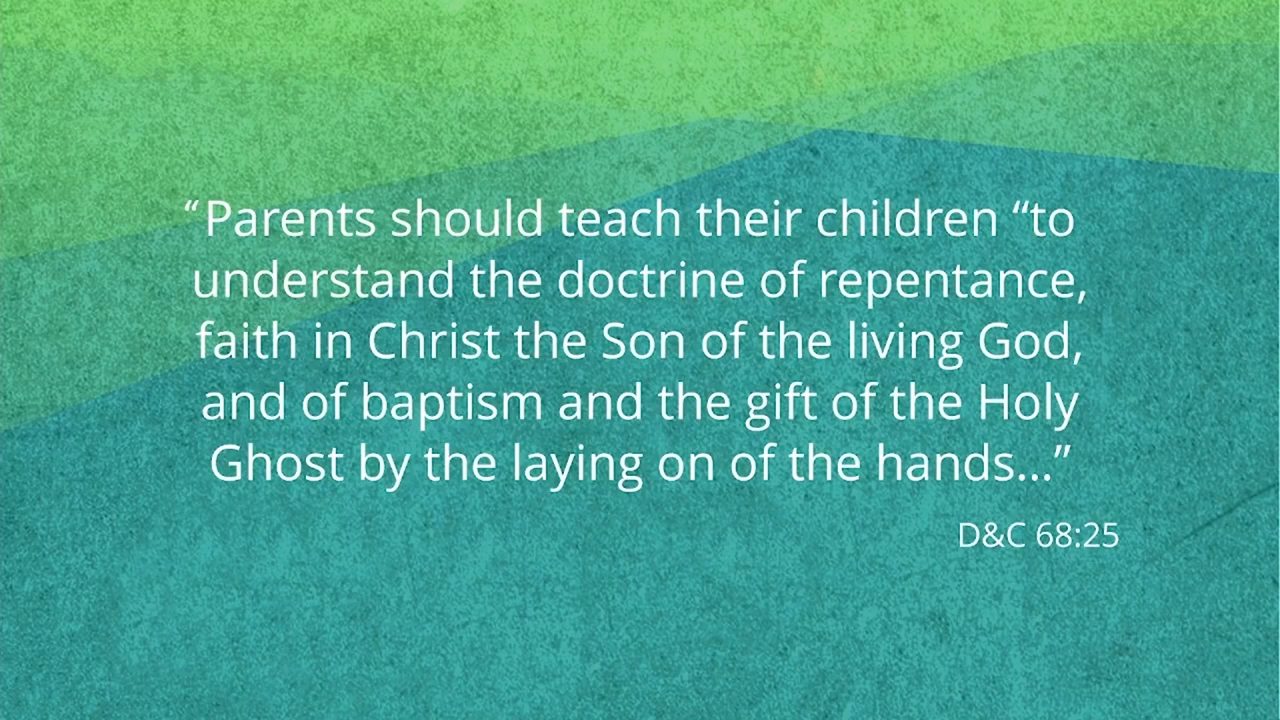 “Parents should teach their children “to
understand the doctrine of repentance,
faith in Christ the Son of the living God,
and of baptism and the gift of the Holy
Ghost by the laying on of the hands...”
D&C 68:25